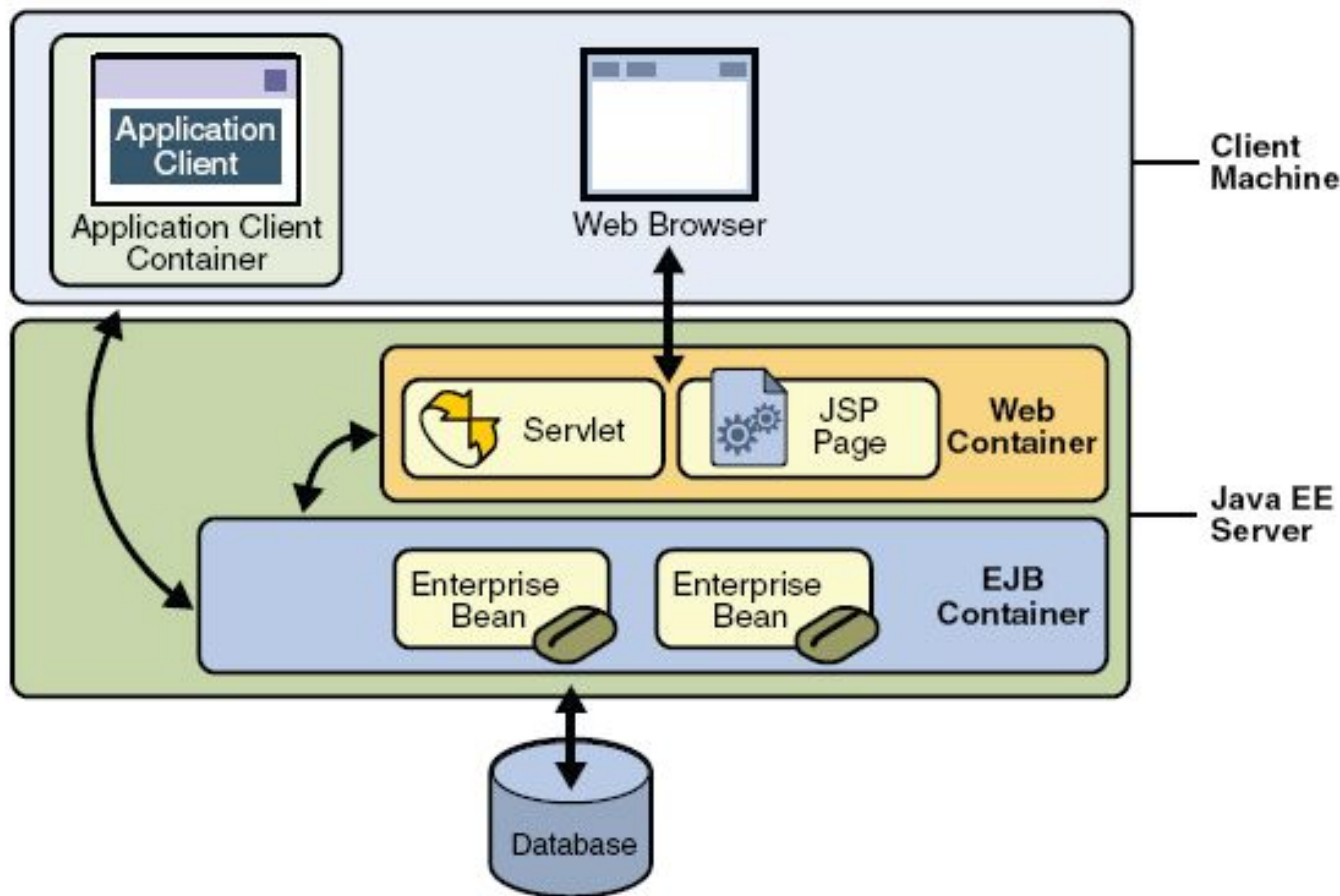 Application
Client
Application Client
Container
Web Browser
Client
Machine
Servlet
JSP
Page
Web
Container
Java EE
Server
Enterprise
Bean
Enterprise
Bean
EJB
Container
Database